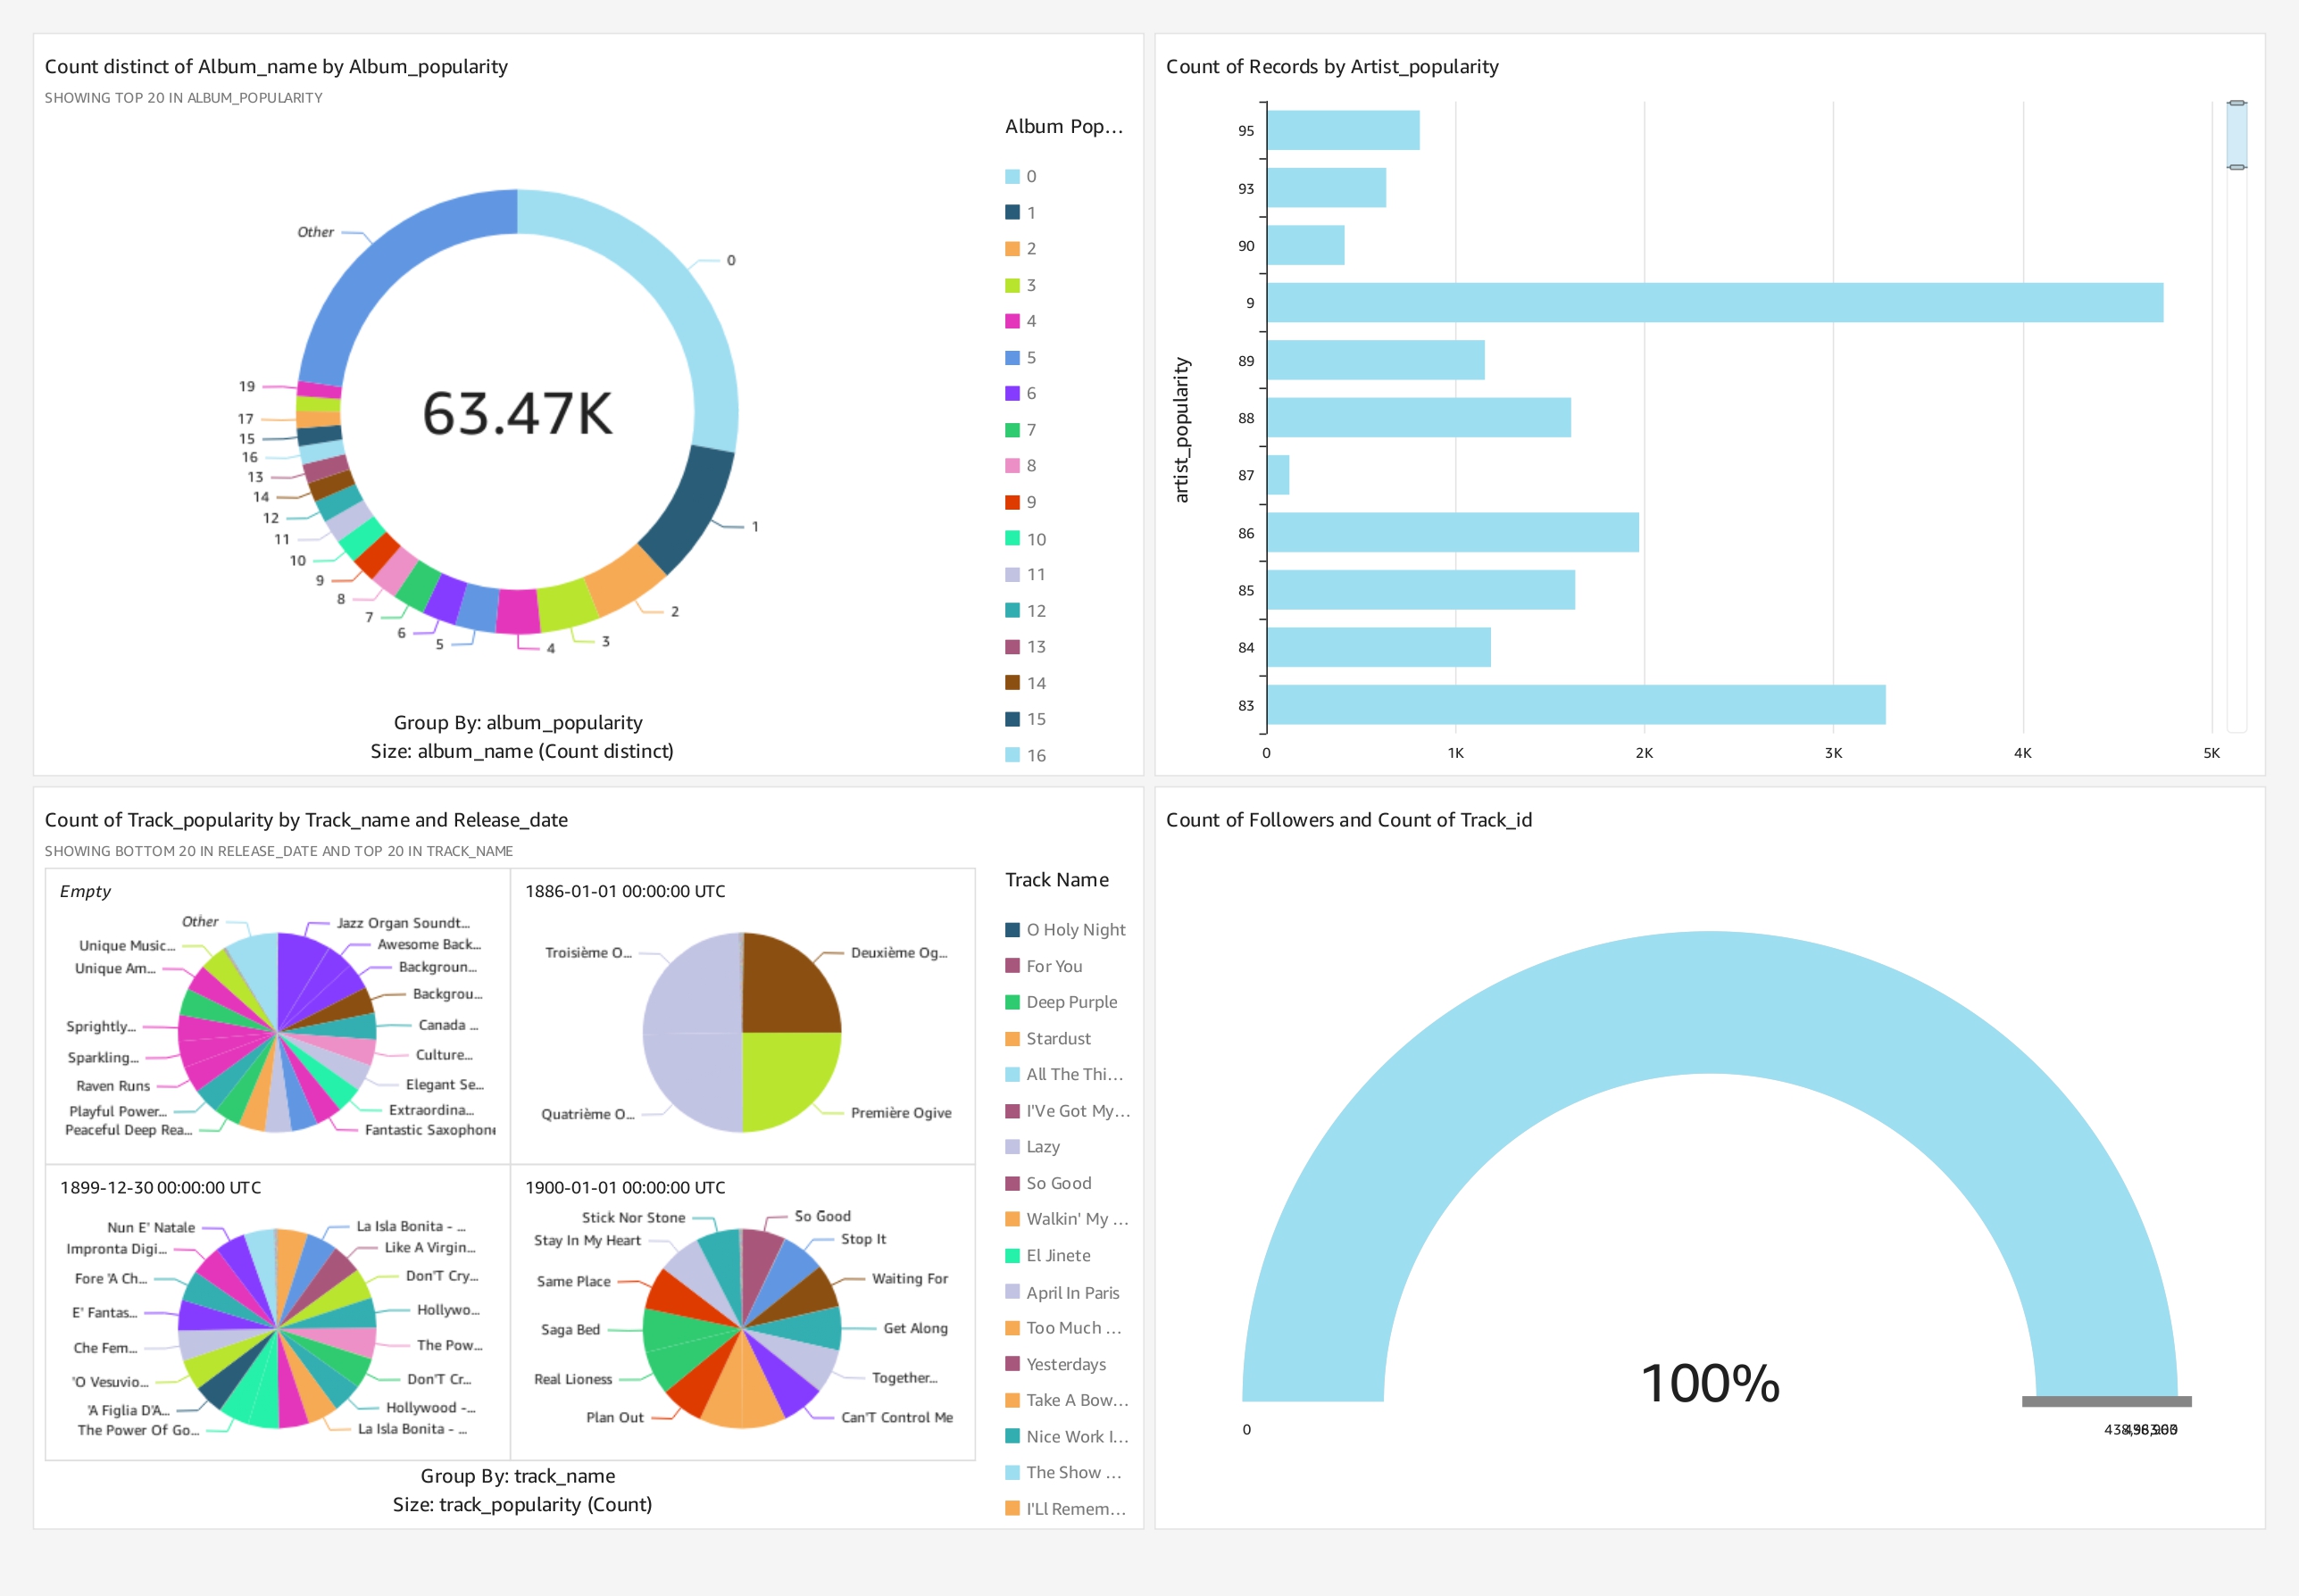 Count distinct of Album_name by Album_popularity
SHOWING TOP 20 IN ALBUM_POPULARITY
Other
0
1
2
3
4
5
6
7
8
9
10
11
12
14
13
16
15
17
19
63.47K
Group By: album_popularity
Size: album_name (Count distinct)
Album Pop...
0
1
2
3
4
5
6
7
8
9
10
11
12
13
14
15
16
Count of Records by Artist_popularity
artist_popularity
95
93
90
9
89
88
87
86
85
84
83
0 1K 2K 3K 4K 5K
Count of Track_popularity by Track_name and Release_date
SHOWING BOTTOM 20 IN RELEASE_DATE AND TOP 20 IN TRACK_NAME
Empty
Other
Jazz Organ Soundt...
Unique Music...
Awesome Back...
Unique Am...
Backgroun...
Backgrou...
Sprightly...
Canada ...
Sparkling...
Culture...
Raven Runs
Elegant Se...
Playful Power...
Extraordina...
Peaceful Deep Rea...
Fantastic Saxophone
1886-01-01 00:00:00 UTC
Troisième O...
Deuxième Og...
Quatrième O...
Première Ogive
1899-12-30 00:00:00 UTC
Nun E' Natale
La Isla Bonita - ...
Impronta Digi...
Like A Virgin...
Fore 'A Ch...
Don'T Cry...
E' Fantas...
Hollywo...
Che Fem...
The Pow...
'O Vesuvio...
Don'T Cr...
'A Figlia D'A...
Hollywood -...
The Power Of Go...
La Isla Bonita - ...
1900-01-01 00:00:00 UTC
Stick Nor Stone
So Good
Stay In My Heart
Stop It
Same Place
Waiting For
Saga Bed
Get Along
Real Lioness
Together...
Plan Out
Can'T Control Me
Group By: track_name
Size: track_popularity (Count)
Track Name
O Holy Night
For You
Deep Purple
Stardust
All The Thi...
I'Ve Got My...
Lazy
So Good
Walkin' My ...
El Jinete
April In Paris
Too Much ...
Yesterdays
Take A Bow...
Nice Work I...
The Show ...
I'Ll Remem...
Count of Followers and Count of Track_id
100%
0